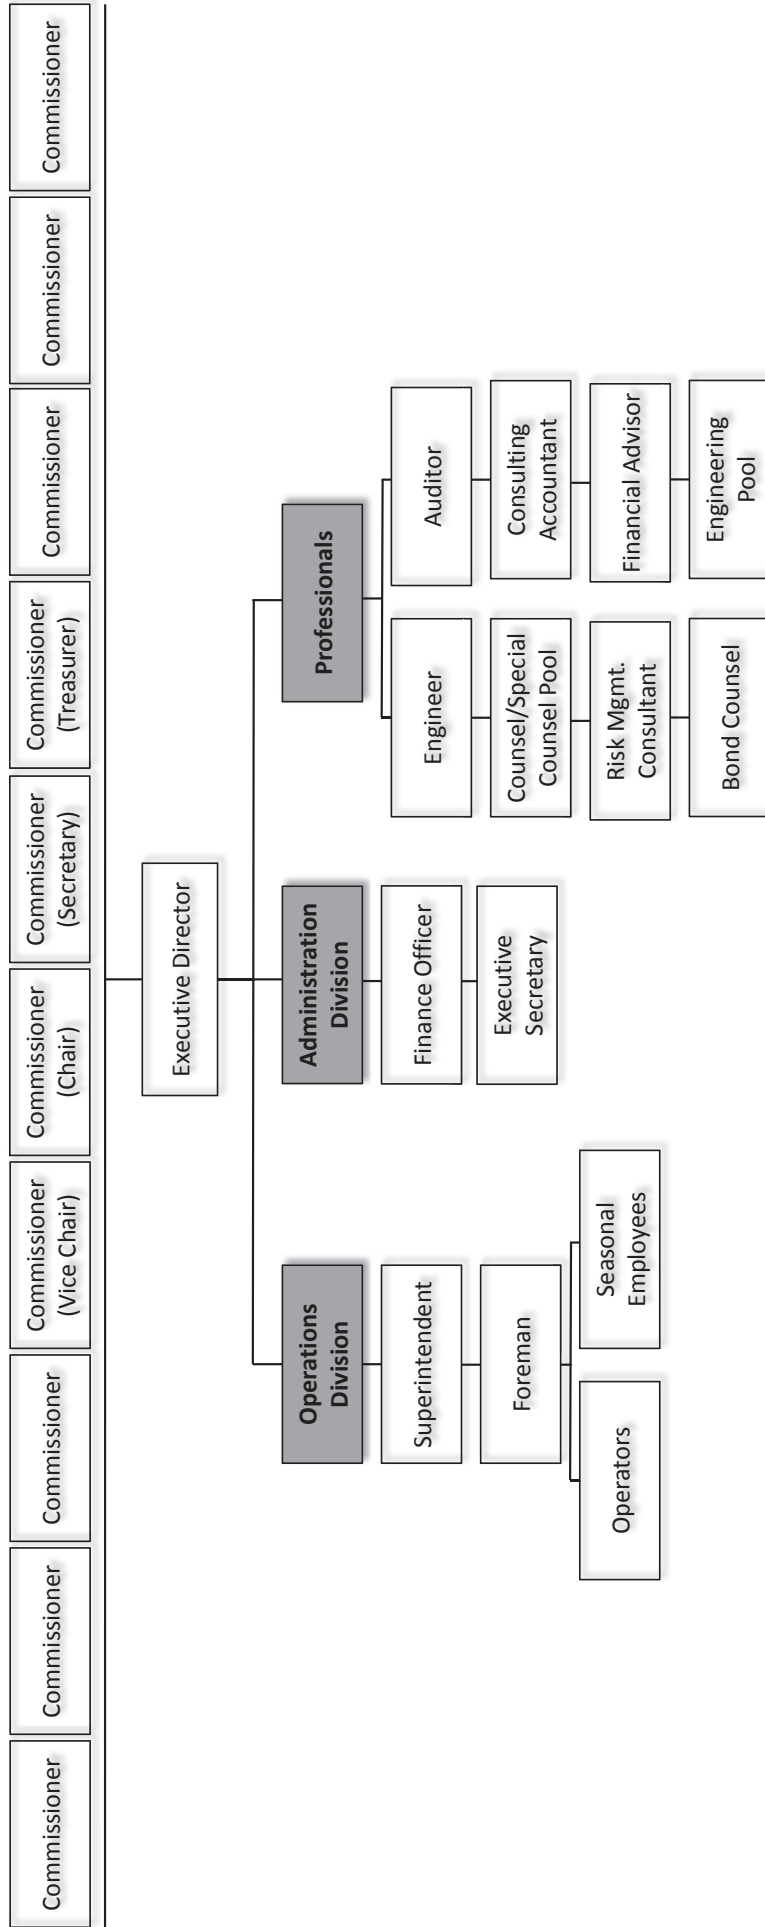 Commissioner
Commissioner
Commissioner
Commissioner
(Vice Chair)
Commissioner
(Chair)
Commissioner
(Secretary)
Commissioner
(Treasurer)
Commissioner
Commissioner
Commissioner
Executive Director
Operations
Division
Superintendent
Foreman
Operators
Seasonal
Employees
Administration
Division
Finance Officer
Executive
Secretary
Professionals
Engineer
Counsel/Special
Counsel Pool
Risk Mgmt.
Consultant
Bond Counsel
Auditor
Consulting
Accountant
Financial Advisor
Engineering
Pool